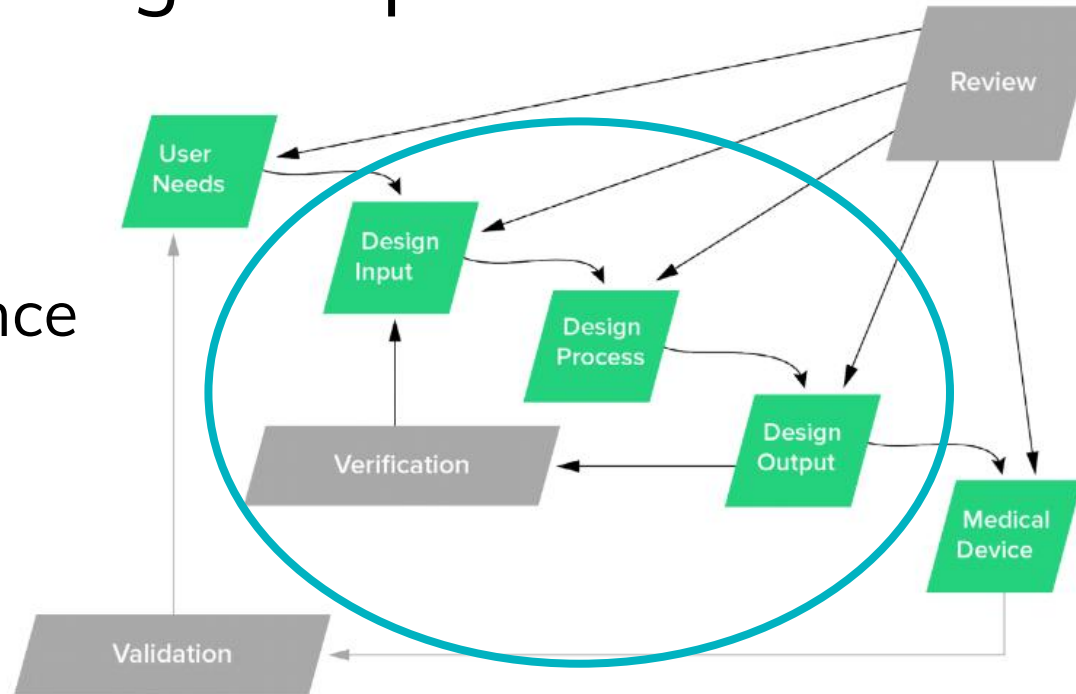 Review
User
Needs
Design
Input
nce
Design
Process
Design
Output
Verification
Medical
Device
Validation